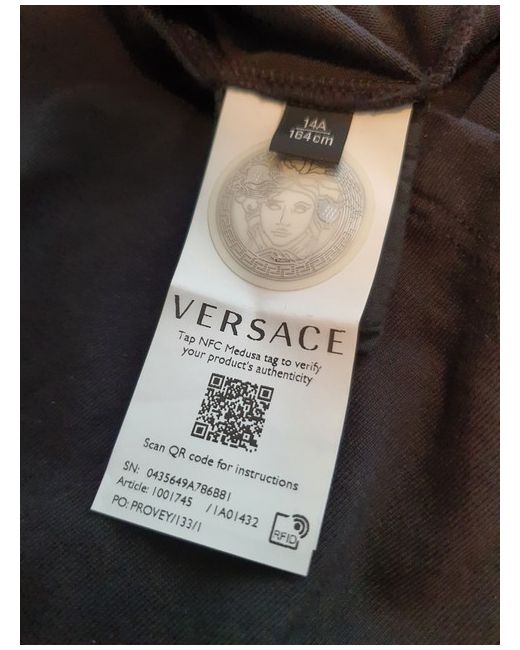 14A
164cm
VERSACE
Tap NFC Medusa tag to verify
your product's authenticity
Scan QR code for instructions
SN: 0435649A786B81
Article: 1001745 /1A01432
PO: PROVEY/133/1
RFID